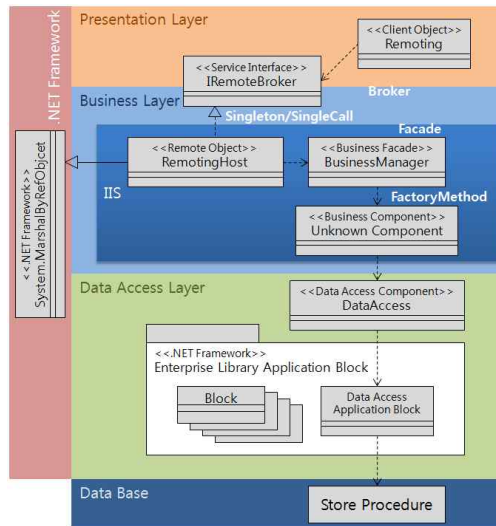 Presentation Layer
<<Client Object>>
Remoting
<<Service Interface>>
IRemoteBroker
.NET Framework
Broker
Business Layer
Singleton/SingleCall
Facade
<<Remote Object>>
RemotingHost
<<Business Facade>>
BusinessManager
IIS
<<.NET Framework>>
System.MarshalByRefObjcet
FactoryMethod
<<Business Component>>
Unknown Component
Data Access Layer
<<Data Access Component>>
DataAccess
<<.NET Framework>>
Enterprise Library Application Block
Block
Data Access
Application Block
Data Base
Store Procedure